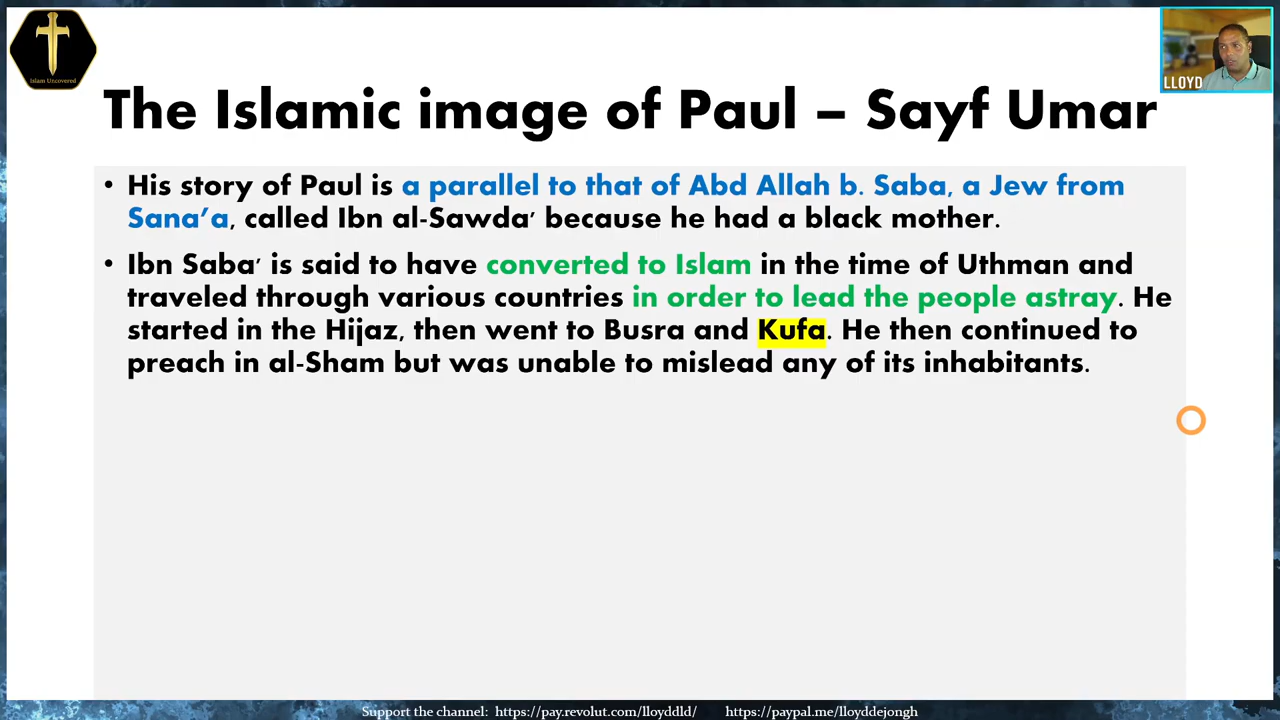 Islam Uncovered
LLOYD
The Islamic image of Paul – Sayf Umar
• His story of Paul is a parallel to that of Abd Allah b. Saba, a Jew from
Sana’a, called Ibn al-Sawda' because he had a black mother.
• Ibn Saba' is said to have converted to Islam in the time of Uthman and
traveled through various countries in order to lead the people astray. He
started in the Hijaz, then went to Busra and Kufa. He then continued to
preach in al-Sham but was unable to mislead any of its inhabitants.
Support the channel: https://pay.revolut.com/lloyddld/ https://paypal.me/lloyddejongh